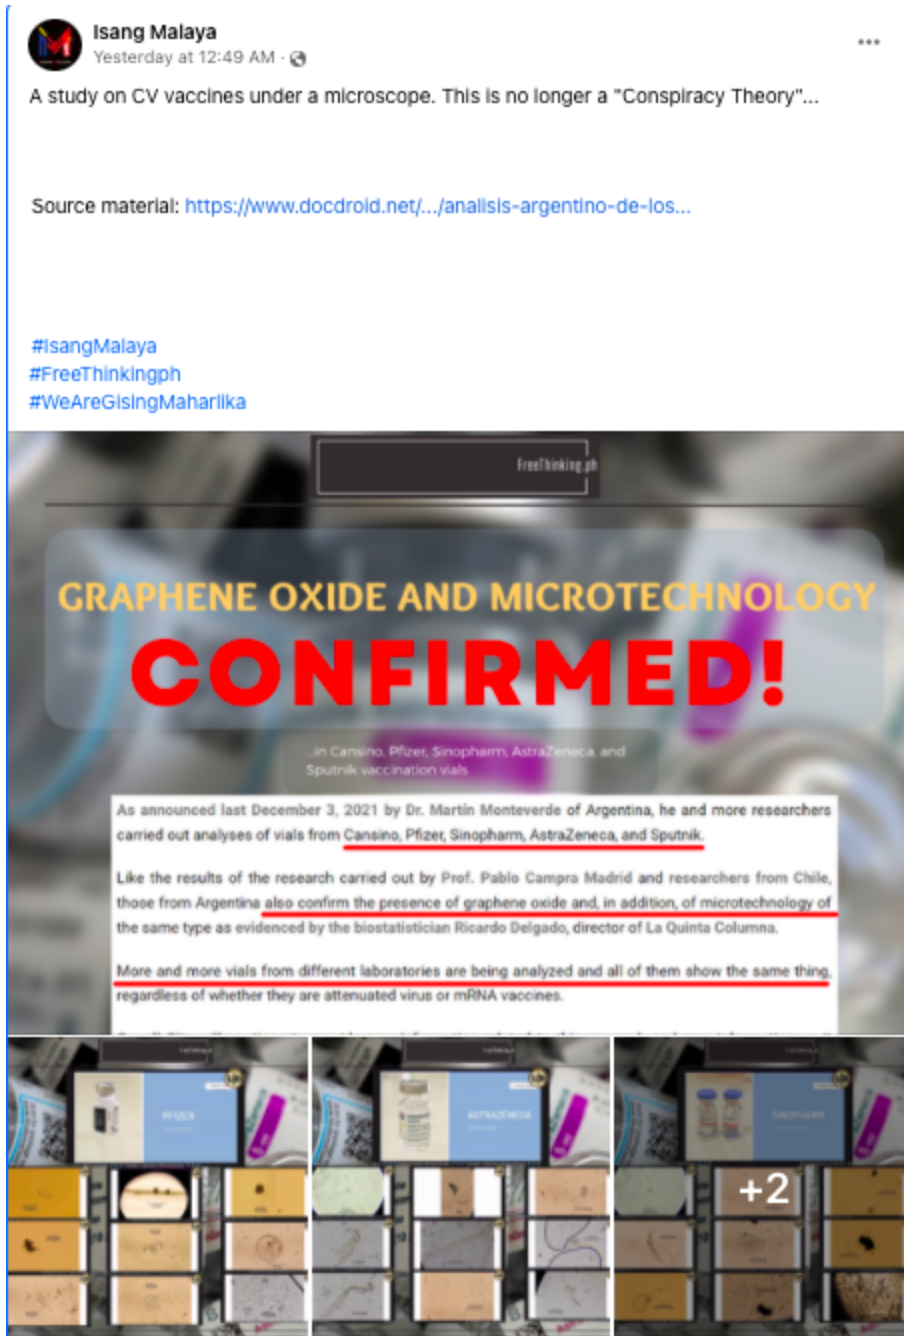 Isang Malaya
Yesterday at 12:49 AM ·
A study on CV vaccines under a microscope. This is no longer a "Conspiracy Theory"...
Source material: https://www.docdroid.net/.../analisis-argentino-de-los...
#IsangMalaya
#FreeThinkingph
#WeAreGisingMaharlika
FreeThinking.ph
GRAPHENE OXIDE AND MICROTECHNOLOGY
CONFIRMED!
...in Cansino, Pfizer, Sinopharm, AstraZeneca, and
Sputnik vaccination vials
As announced last December 3, 2021 by Dr. Martín Monteverde of Argentina, he and more researchers
carried out analyses of vials from Cansino, Pfizer, Sinopharm, AstraZeneca, and Sputnik.
Like the results of the research carried out by Prof. Pablo Campra Madrid and researchers from Chile,
those from Argentina also confirm the presence of graphene oxide and, in addition, of microtechnology of
the same type as evidenced by the biostatistician Ricardo Delgado, director of La Quinta Columna.
More and more vials from different laboratories are being analyzed and all of them show the same thing,
regardless of whether they are attenuated virus or mRNA vaccines.
PFIZER
ASTRAZENECA
SINOPHARM
+2